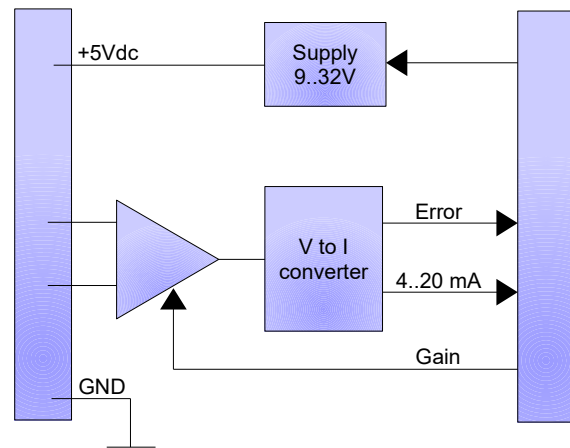 +5Vdc
Supply
9..32V
Error
V to I
converter
4..20 mA
Gain
GND